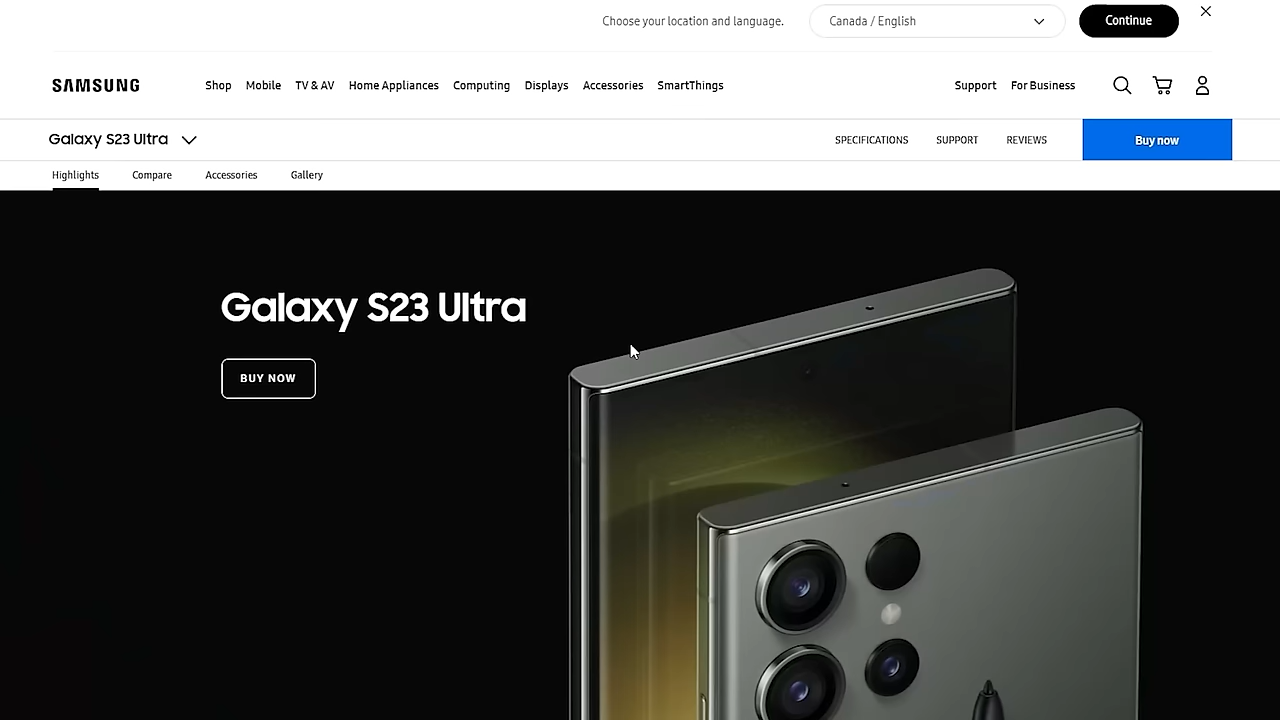 Choose your location and language.
Canada / English
Continue
SAMSUNG
Shop Mobile TV & AV Home Appliances Computing Displays Accessories SmartThings
Support For Business
Galaxy S23 Ultra
SPECIFICATIONS SUPPORT REVIEWS
Buy now
Highlights Compare Accessories Gallery
Galaxy S23 Ultra
BUY NOW